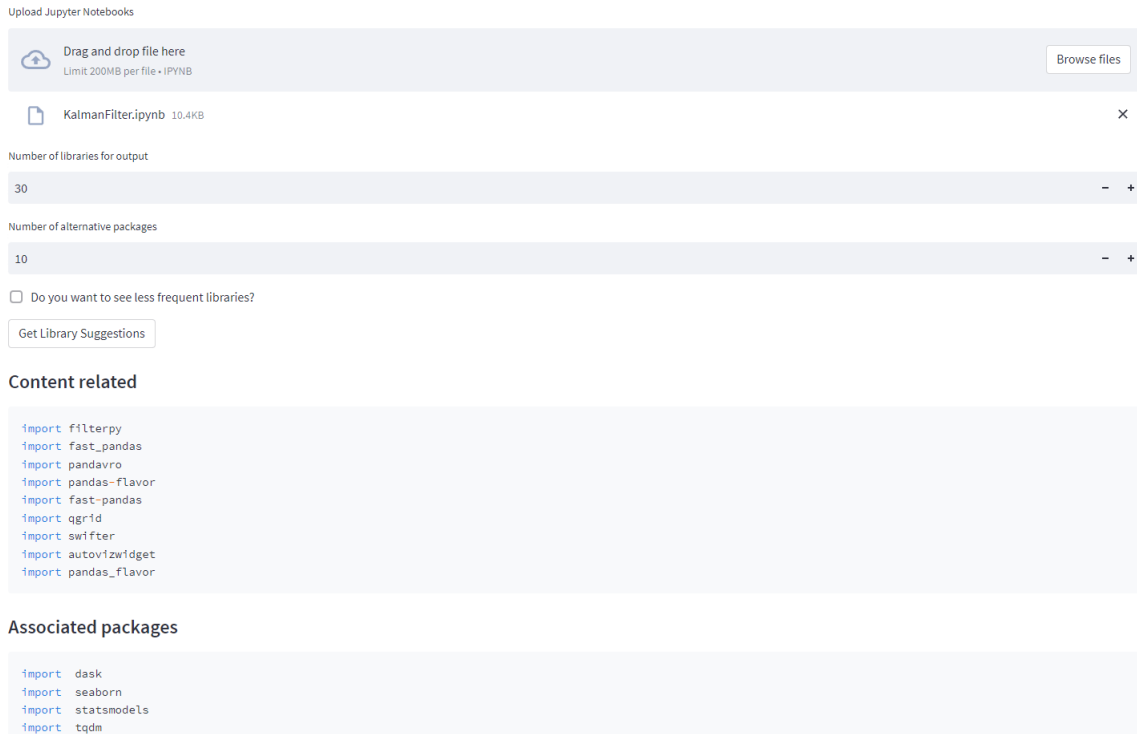 Upload Jupyter Notebooks
Drag and drop file here
Limit 200MB per file • IPYNB
Browse files
KalmanFilter.ipynb 10.4KB
Number of libraries for output
30
Number of alternative packages
10
Do you want to see less frequent libraries?
Get Library Suggestions
Content related
import filterpy
import fast_pandas
import pandavro
import pandas-flavor
import fast-pandas
import qgrid
import swifter
import autovizwidget
import pandas_flavor
Associated packages
import dask
import seaborn
import statsmodels
import tqdm